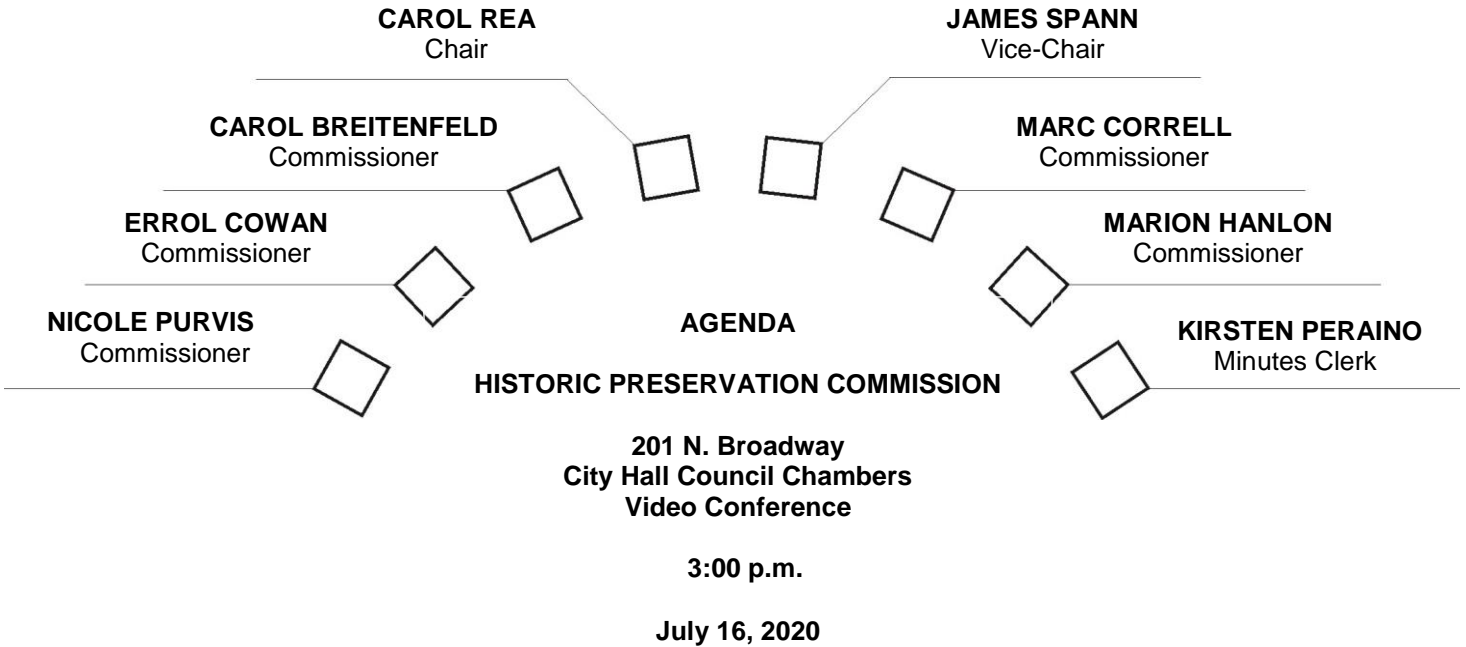 CAROL REA
Chair
JAMES SPANN
Vice-Chair
CAROL BREITENFELD
Commissioner
MARC CORRELL
Commissioner
ERROL COWAN
Commissioner
MARION HANLON
Commissioner
NICOLE PURVIS
Commissioner
KIRSTEN PERAINO
Minutes Clerk
AGENDA
HISTORIC PRESERVATION COMMISSION
201 N. Broadway
City Hall Council Chambers
Video Conference
3:00 p.m.
July 16, 2020